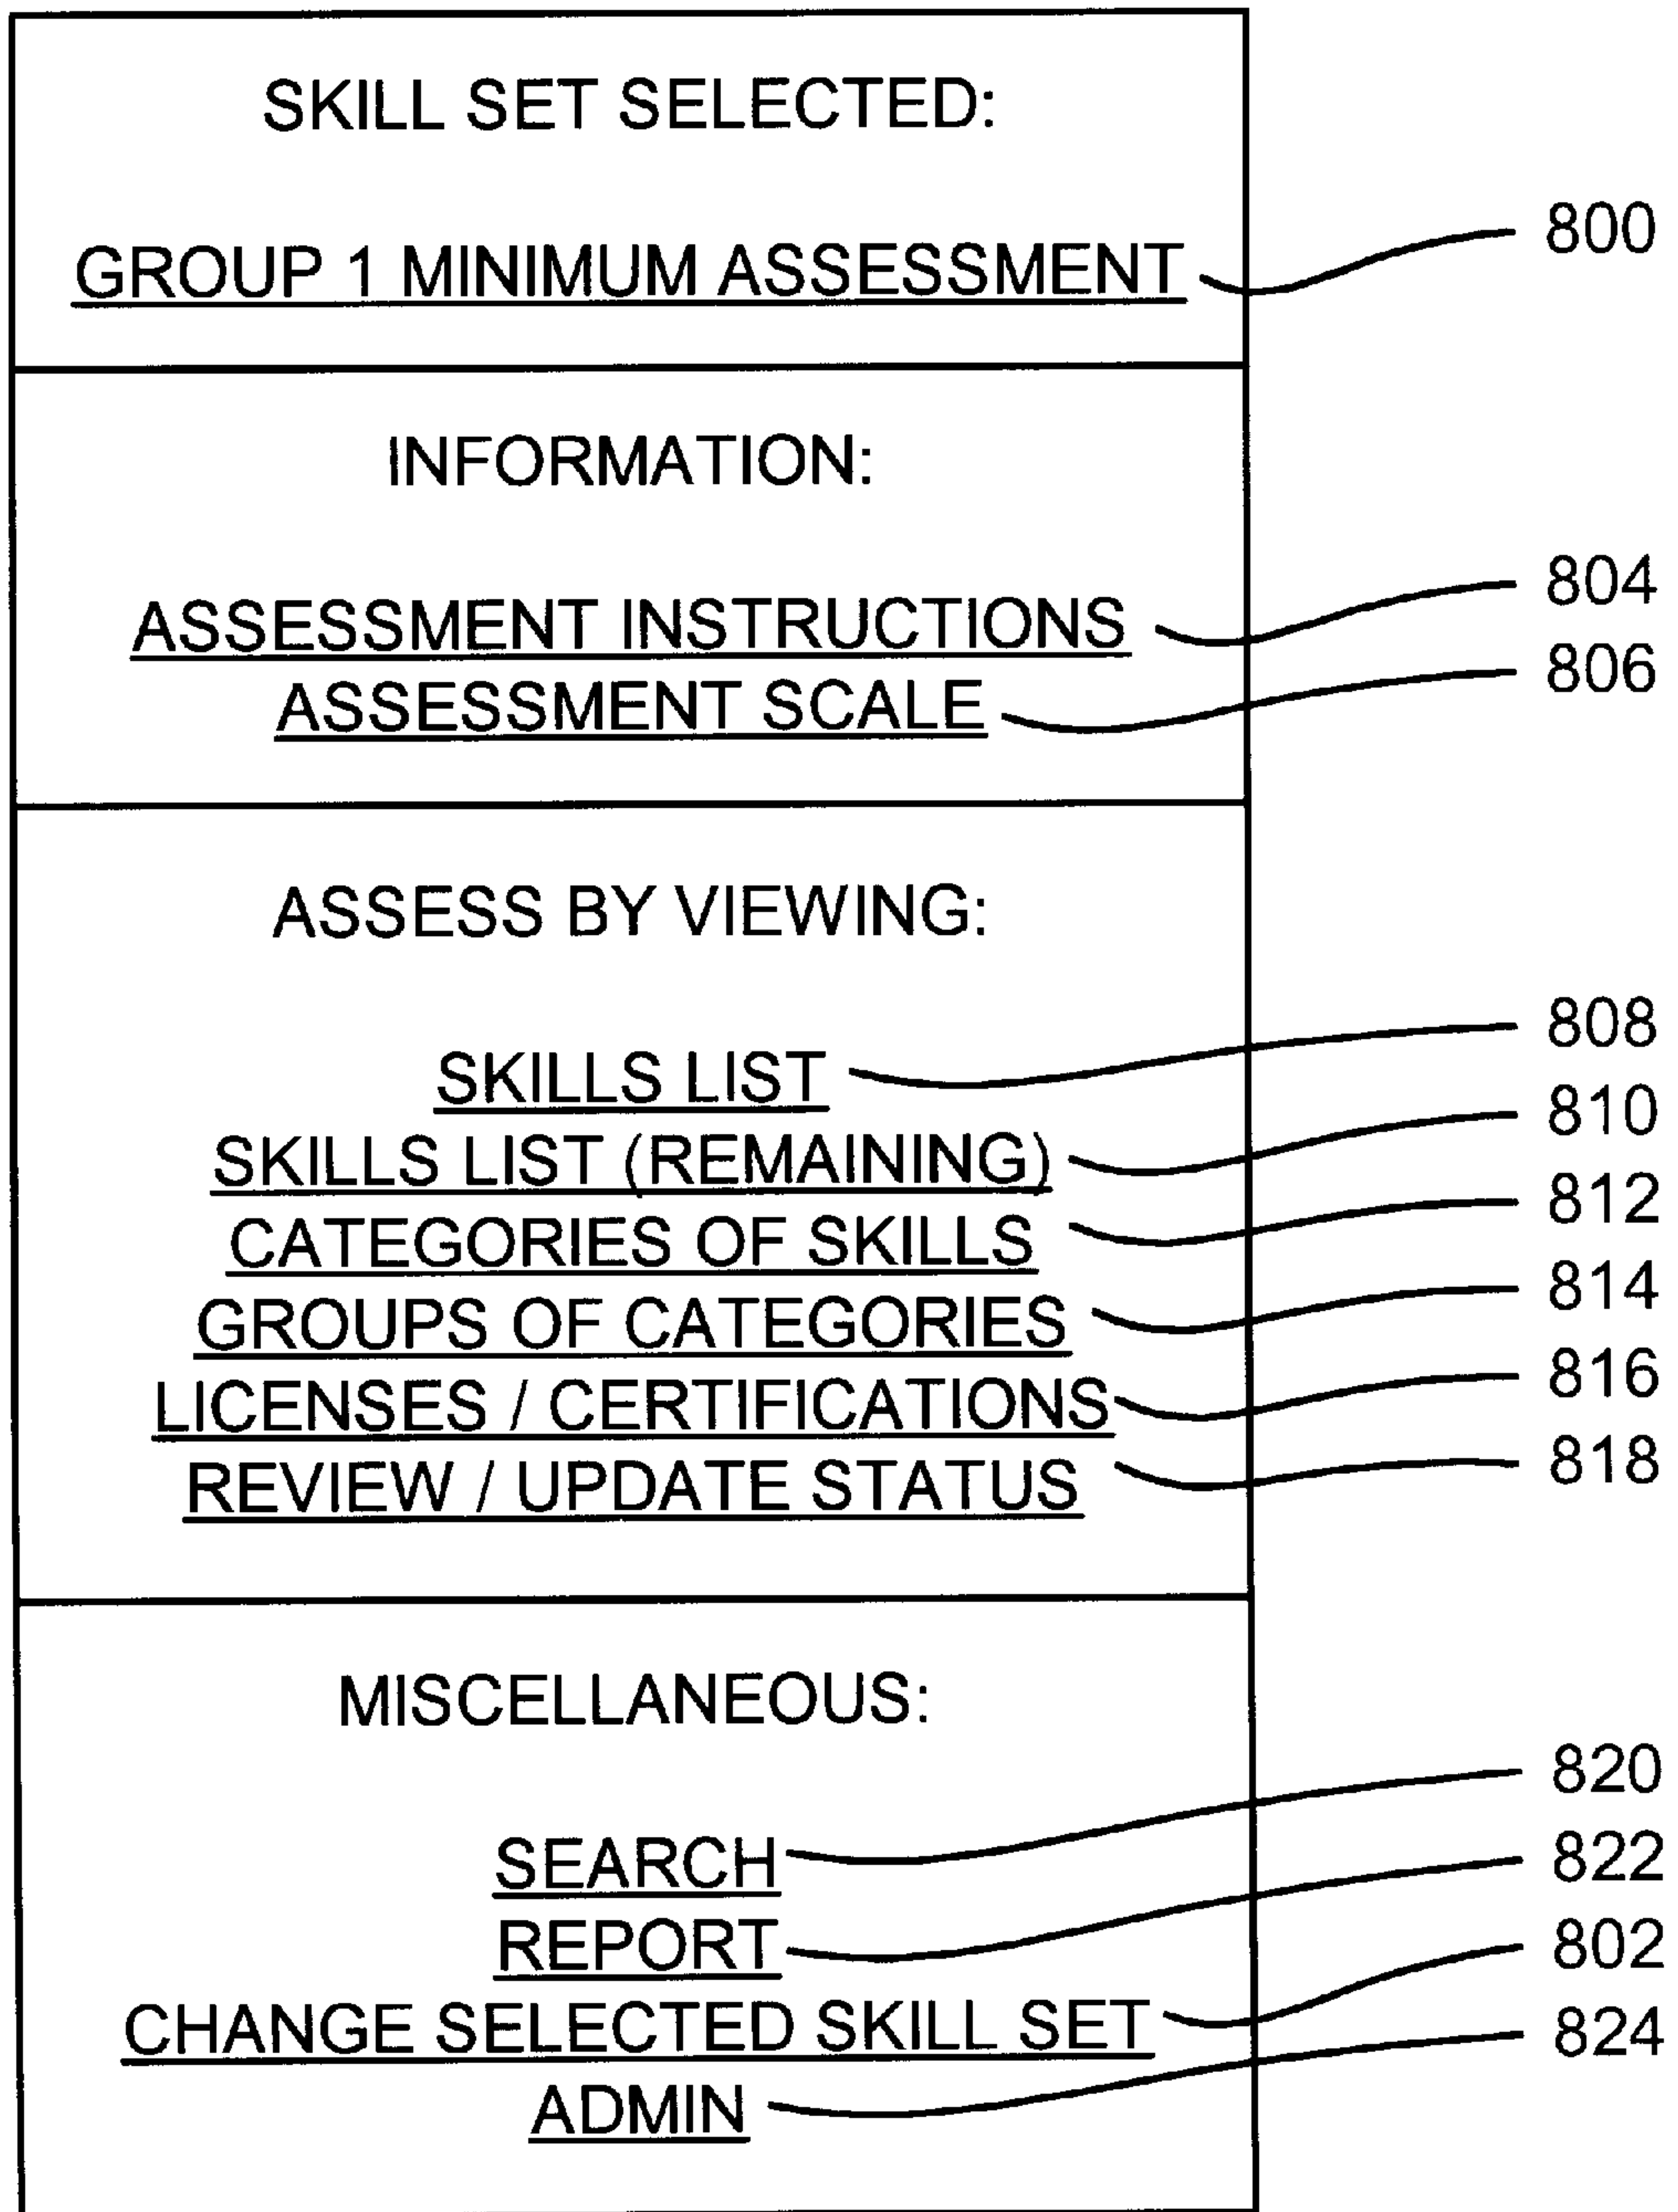 SKILL SET SELECTED:
GROUP 1 MINIMUM ASSESSMENT 800
INFORMATION:
ASSESSMENT INSTRUCTIONS 804
ASSESSMENT SCALE 806
ASSESS BY VIEWING:
SKILLS LIST 808
SKILLS LIST (REMAINING) 810
CATEGORIES OF SKILLS 812
GROUPS OF CATEGORIES 814
LICENSES / CERTIFICATIONS 816
REVIEW / UPDATE STATUS 818
MISCELLANEOUS:
SEARCH 820
REPORT 822
CHANGE SELECTED SKILL SET 802
ADMIN 824